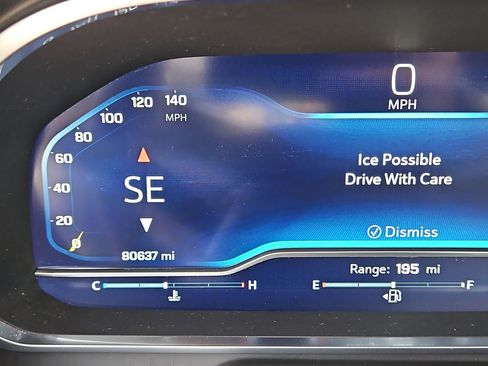 0
MPH
120 140
100
MPH
80
60
40
20
0
SE
80637 mi
Ice Possible
Drive With Care
Dismiss
Range: 195 mi
C H
E F